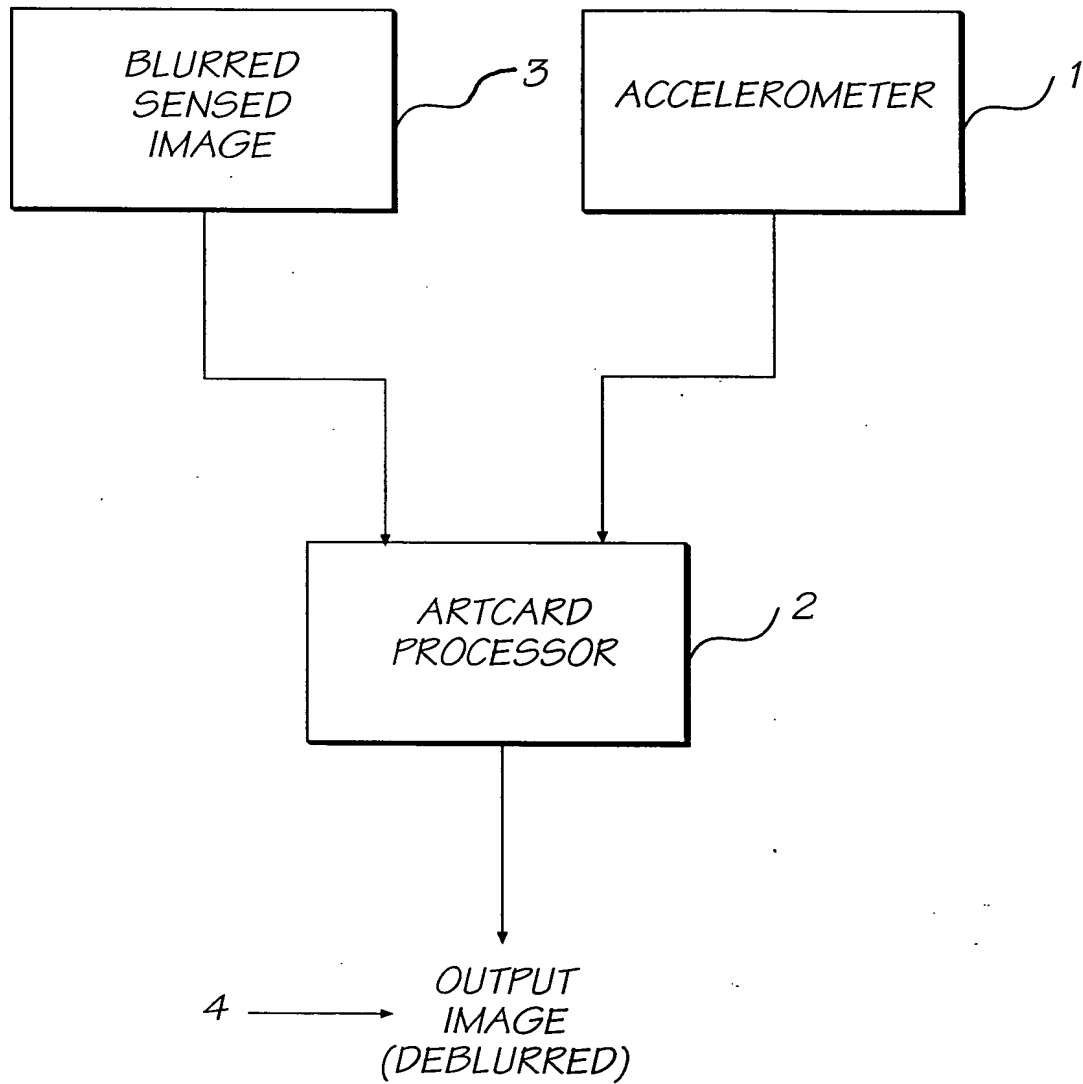 BLURRED
SENSED
IMAGE
3
ACCELEROMETER
1
ARTCARD
PROCESSOR
2
4
OUTPUT
IMAGE
(DEBLURRED)